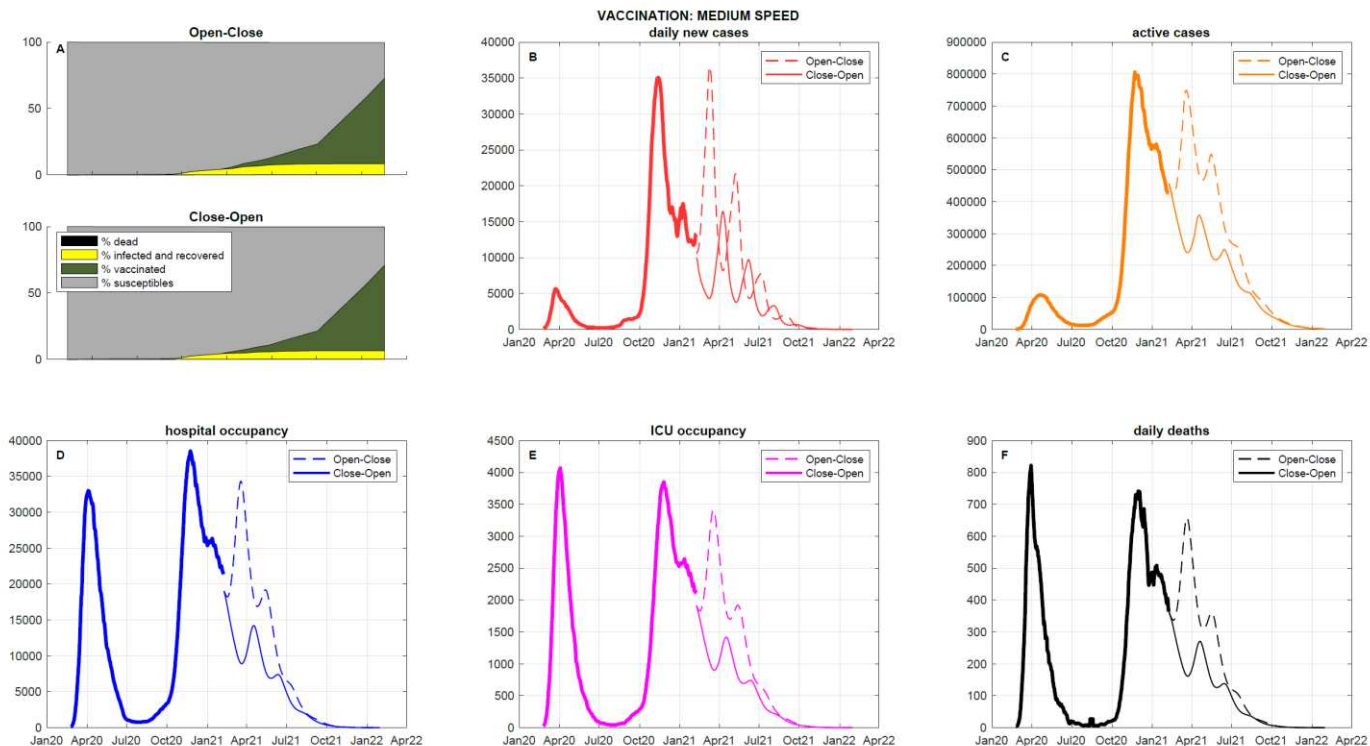 VACCINATION: MEDIUM SPEED
Open-Close
A
100
50
0
Close-Open
100
50
0
% dead
% infected and recovered
% vaccinated
% susceptibles
daily new cases
B
Open-Close
Close-Open
40000
35000
30000
25000
20000
15000
10000
5000
0
Jan20 Apr20 Jul20 Oct20 Jan21 Apr21 Jul21 Oct21 Jan22 Apr22
active cases
C
Open-Close
Close-Open
900000
800000
700000
600000
500000
400000
300000
200000
100000
0
Jan20 Apr20 Jul20 Oct20 Jan21 Apr21 Jul21 Oct21 Jan22 Apr22
hospital occupancy
D
Open-Close
Close-Open
40000
35000
30000
25000
20000
15000
10000
5000
0
Jan20 Apr20 Jul20 Oct20 Jan21 Apr21 Jul21 Oct21 Jan22 Apr22
ICU occupancy
E
Open-Close
Close-Open
4500
4000
3500
3000
2500
2000
1500
1000
500
0
Jan20 Apr20 Jul20 Oct20 Jan21 Apr21 Jul21 Oct21 Jan22 Apr22
daily deaths
F
Open-Close
Close-Open
900
800
700
600
500
400
300
200
100
0
Jan20 Apr20 Jul20 Oct20 Jan21 Apr21 Jul21 Oct21 Jan22 Apr22